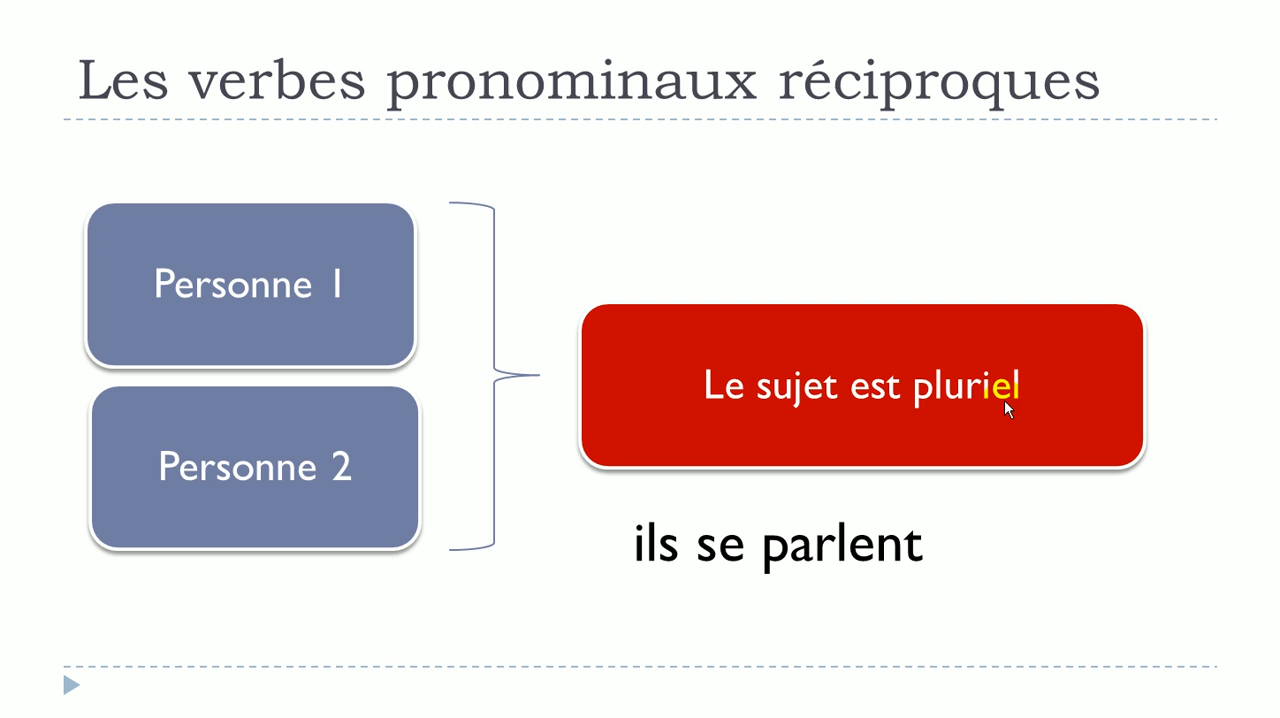 Les verbes pronominaux réciproques
Personne 1
Personne 2
Le sujet est pluriel
ils se parlent